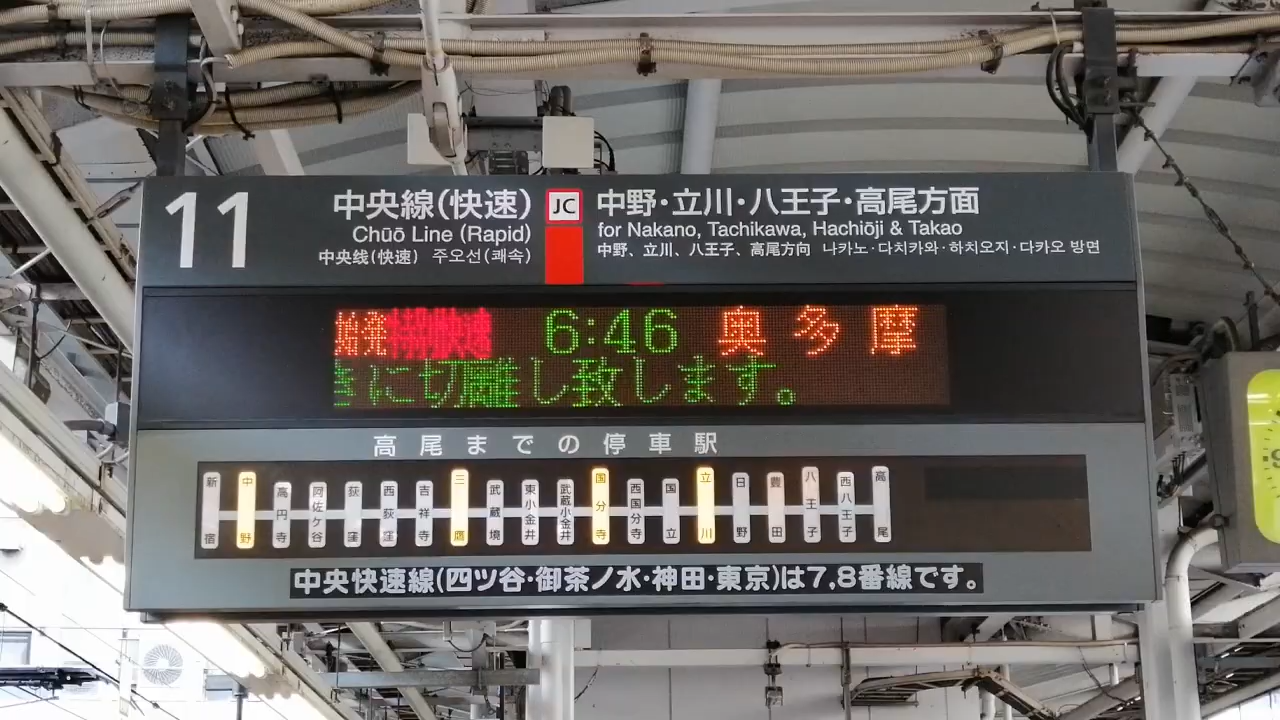 11
中央線(快速)
Chūō Line (Rapid)
中央线(快速) 주오선(쾌속)
JC
中野・立川・八王子・高尾方面
for Nakano, Tachikawa, Hachiōji & Takao
中野、立川、八王子、高尾方向 나카노·다치카와·하치오지·다카오 방면
始発 特別快速 6:46 奥多摩
きに切離し致します。
高尾までの停車駅
新宿 中野 高円寺 阿佐ケ谷 荻窪 西荻窪 吉祥寺 三鷹 武蔵境 東小金井 武蔵小金井 国分寺 西国分寺 国立 立川 日野 豊田 八王子 西八王子 高尾
中央快速線(四ツ谷・御茶ノ水・神田・東京)は7,8番線です。